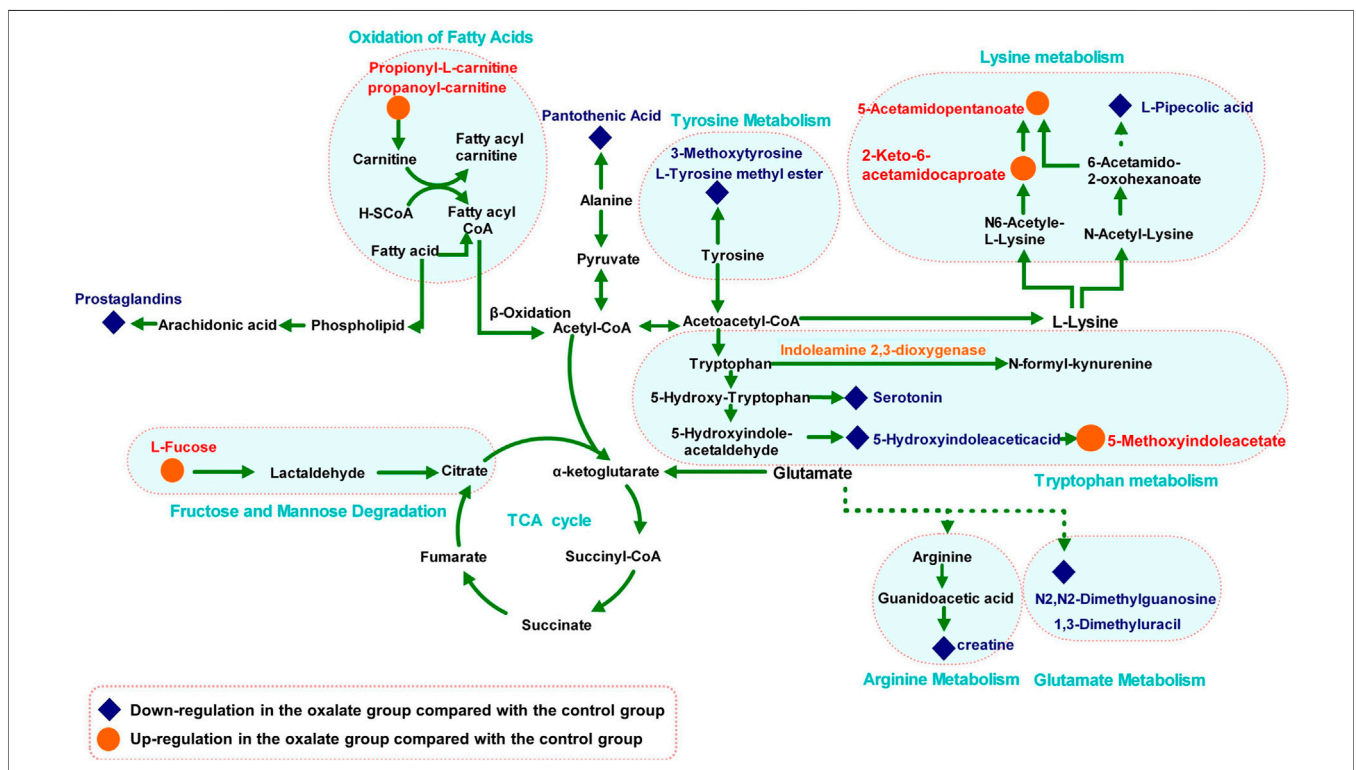 Oxidation of Fatty Acids
Propionyl-L-carnitine
propanoyl-carnitine
Carnitine
Fatty acyl
carnitine
H-SCoA
Fatty acyl
CoA
Fatty acid
Prostaglandins
Arachidonic acid
Phospholipid
β-Oxidation
Pantothenic Acid
Alanine
Pyruvate
Acetyl-CoA
Tyrosine Metabolism
3-Methoxytyrosine
L-Tyrosine methyl ester
Tyrosine
Acetoacetyl-CoA
Lysine metabolism
5-Acetamidopentanoate
L-Pipecolic acid
2-Keto-6-
acetamidocaproate
6-Acetamido-
2-oxohexanoate
N6-Acetyle-
L-Lysine
N-Acetyl-Lysine
L-Lysine
Tryptophan
Indoleamine 2,3-dioxygenase
N-formyl-kynurenine
5-Hydroxy-Tryptophan
Serotonin
5-Hydroxyindole-
acetaldehyde
5-Hydroxyindoleaceticacid
5-Methoxyindoleacetate
Tryptophan metabolism
L-Fucose
Lactaldehyde
Citrate
Fructose and Mannose Degradation
α-ketoglutarate
Glutamate
TCA cycle
Fumarate
Succinyl-CoA
Succinate
Arginine
Guanidoacetic acid
creatine
Arginine Metabolism
N2,N2-Dimethylguanosine
1,3-Dimethyluracil
Glutamate Metabolism
Down-regulation in the oxalate group compared with the control group
Up-regulation in the oxalate group compared with the control group